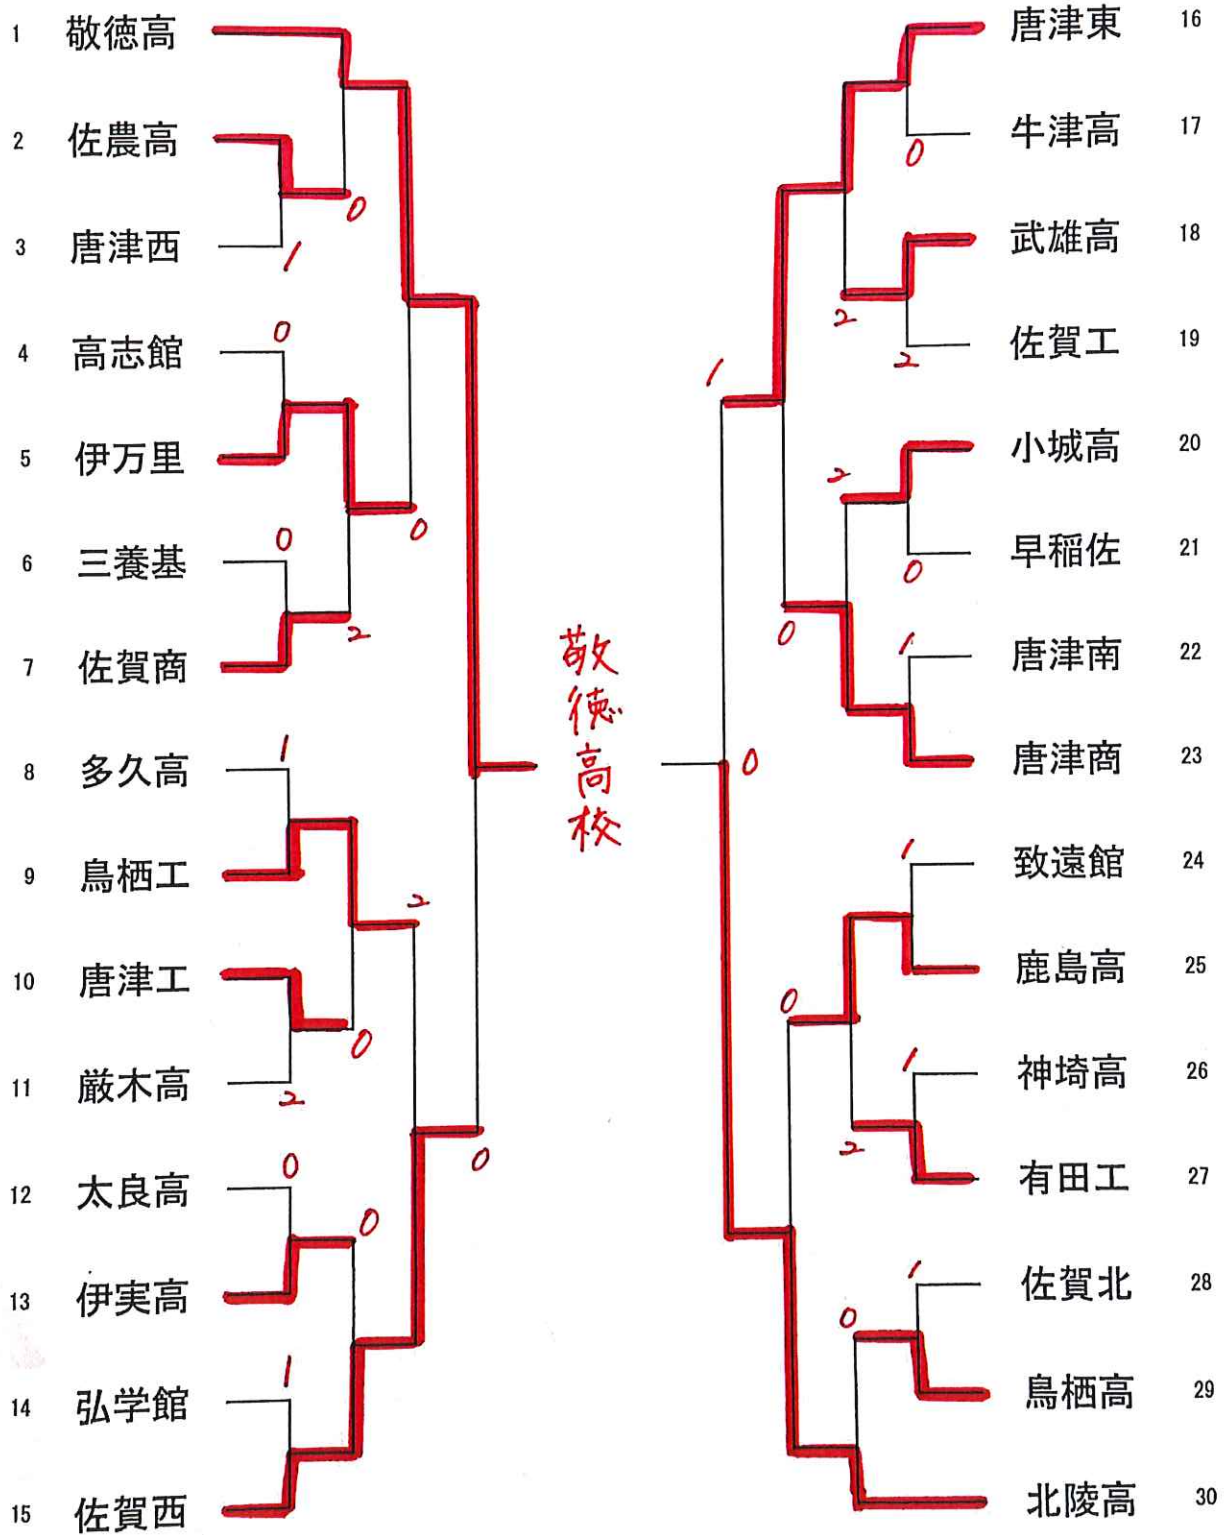 1 敬徳高
2 佐農高
0
3 唐津西
1
0
4 高志館
5 伊万里
0
0
6 三養基
2
7 佐賀商
1
8 多久高
9 鳥栖工
2
10 唐津工
0
11 厳木高
2
0
12 太良高
0
0
13 伊実高
1
14 弘学館
15 佐賀西
敬徳高校
唐津東 16
牛津高 17
0
武雄高 18
2
佐賀工 19
2
1
小城高 20
2
早稲佐 21
0
0
1
唐津南 22
唐津商 23
0
1
致遠館 24
鹿島高 25
0
1
神埼高 26
2
有田工 27
1
佐賀北 28
0
鳥栖高 29
北陵高 30